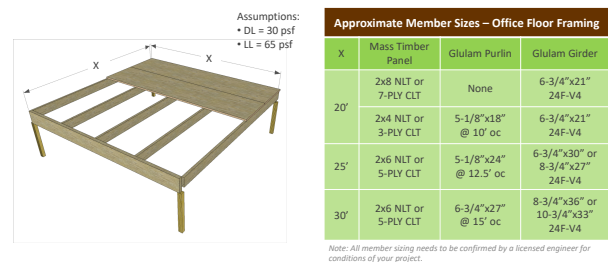 Assumptions:
• DL = 30 psf
• LL = 65 psf
X
X
Approximate Member Sizes – Office Floor Framing
X
Mass Timber
Panel
Glulam Purlin
Glulam Girder
20’
2x8 NLT or
7-PLY CLT
None
6-3/4”x21”
24F-V4
2x4 NLT or
3-PLY CLT
5-1/8”x18”
@ 10’ oc
6-3/4”x21”
24F-V4
25’
2x6 NLT or
5-PLY CLT
5-1/8”x24”
@ 12.5’ oc
6-3/4”x30” or
8-3/4”x27”
24F-V4
30’
2x6 NLT or
5-PLY CLT
6-3/4”x27”
@ 15’ oc
8-3/4”x36” or
10-3/4”x33”
24F-V4
Note: All member sizing needs to be confirmed by a licensed engineer for
conditions of your project.